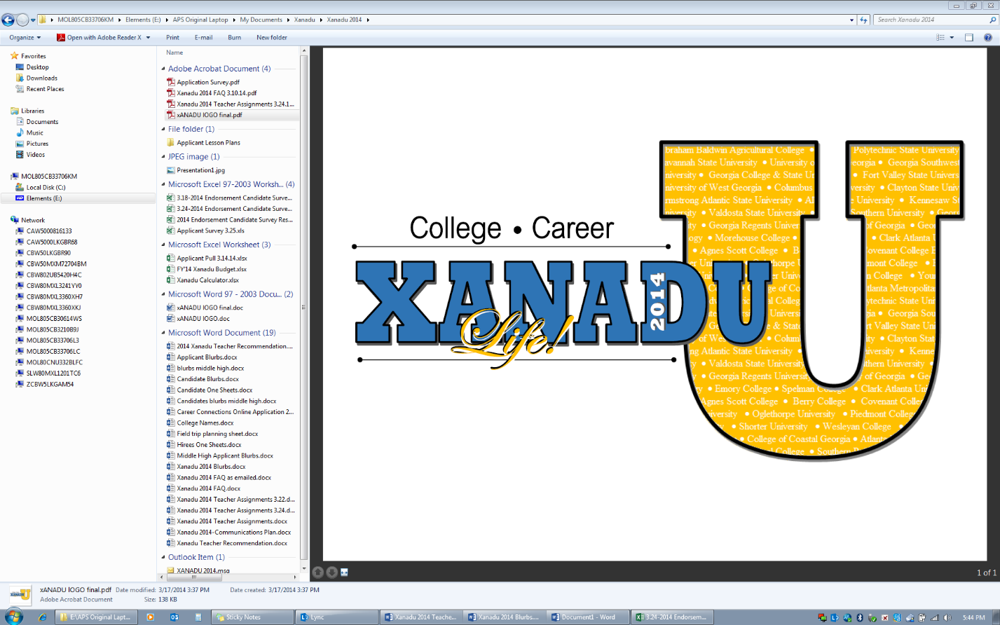 MOL805CB33706KM ▸ Elements (E:) ▸ APS Original Laptop ▸ My Documents ▸ Xanadu ▸ Xanadu 2014 ▸
Search Xanadu 2014
Organize Open with Adobe Reader X Print E-mail Burn New folder
Favorites
Desktop
Downloads
Recent Places
Libraries
Documents
Music
Pictures
Videos
MOL805CB33706KM
Local Disk (C:)
Elements (E:)
Network
CAW5000816133
CAW5000LKGBR68
CBW50LKGBR90
CBW50MXM72704BM
CBW802UB5420H4C
CBW80MXL3241YY0
CBW80MXL3360XH7
CBW80MXL3360XKJ
MOL805CB30614WS
MOL805CB3210B9J
MOL805CB33706L3
MOL805CB33706LC
MOL80CNU332BLFC
SLW80MXL1201TC6
ZCBW5LKGAM54
Name
Adobe Acrobat Document (4)
Application Survey.pdf
Xanadu 2014 FAQ 3.10.14.pdf
Xanadu 2014 Teacher Assignments 3.24.1...
xANADU lOGO final.pdf
File folder (1)
Applicant Lesson Plans
JPEG image (1)
Presentation1.jpg
Microsoft Excel 97-2003 Worksh... (4)
3.18-2014 Endorsement Candidate Surve...
3.24-2014 Endorsement Candidate Surve...
2014 Endorsement Candidate Survey Res...
Applicant Survey 3.25.xls
Microsoft Excel Worksheet (3)
Applicant Pull 3.14.14.xlsx
FY'14 Xanadu Budget.xlsx
Xanadu Calculator.xlsx
Microsoft Word 97 - 2003 Docu... (2)
xANADU lOGO final.doc
xANADU lOGO.doc
Microsoft Word Document (19)
2014 Xanadu Teacher Recommendation....
Applicant Blurbs.docx
blurbs middle high.docx
Candidate Blurbs.docx
Candidate One Sheets.docx
Candidates blurbs middle high.docx
Career Connections Online Application 2...
College Names.docx
Field trip planning sheet.docx
Hirees One Sheets.docx
Middle High Applicant Blurbs.docx
Xanadu 2014 Blurbs.docx
Xanadu 2014 FAQ as emailed.docx
Xanadu 2014 FAQ.docx
Xanadu 2014 Teacher Assignments 3.22.d...
Xanadu 2014 Teacher Assignments 3.24.d...
Xanadu 2014 Teacher Assignments.docx
Xanadu 2014-Communications Plan.docx
Xanadu Teacher Recommendation.docx
Outlook Item (1)
XANADU 2014.msg
College • Career
XANADU
2014
Life!
braham Baldwin Agricultural College • Polytechnic State University
avannah State University • University o eorgia • Georgia Southwest
niversity • Georgia College & State Un • Fort Valley State Univers
niversity of West Georgia • Columbus versity • Clayton State Univ
rmstrong Atlantic State University • Al e University • Kennesaw St
niversity • Valdosta State University • Southern University • Georg
ity • Georgia Regents University of Georgia • Geo
ogy • Morehouse College • • Clark Atlanta U
• Agnes Scott College • B Covenant College
mont College •
n College • You
tlanta Metropolita
• Georgia Sou
& State rt Valley State Uni
of Wes • Colum • Clayton Stat
ng Atlantic State University • • Kenne
• Valdosta State University • thern University •
• Georgia Regents University y of Georgia • Ge
• Emory College • Spelman C • Clark Atlanta Un
Agnes Scott College • Berry College • Covenant Colle
iversity • Oglethorpe University • Piedmont Colleg
• Shorter University • Wesleyan College •
• College of Coastal Georgia • Atlant
al College • Southern P
1 of 1
xANADU lOGO final.pdf Date modified: 3/17/2014 3:37 PM Date created: 3/17/2014 3:37 PM
Adobe Acrobat Document Size: 138 KB
E:\APS Original Lapt... Sticky Notes Lync Xanadu 2014 Teache... Xanadu 2014 Blurbs.... Document1 - Word 3.24-2014 Endorsem... 5:44 PM